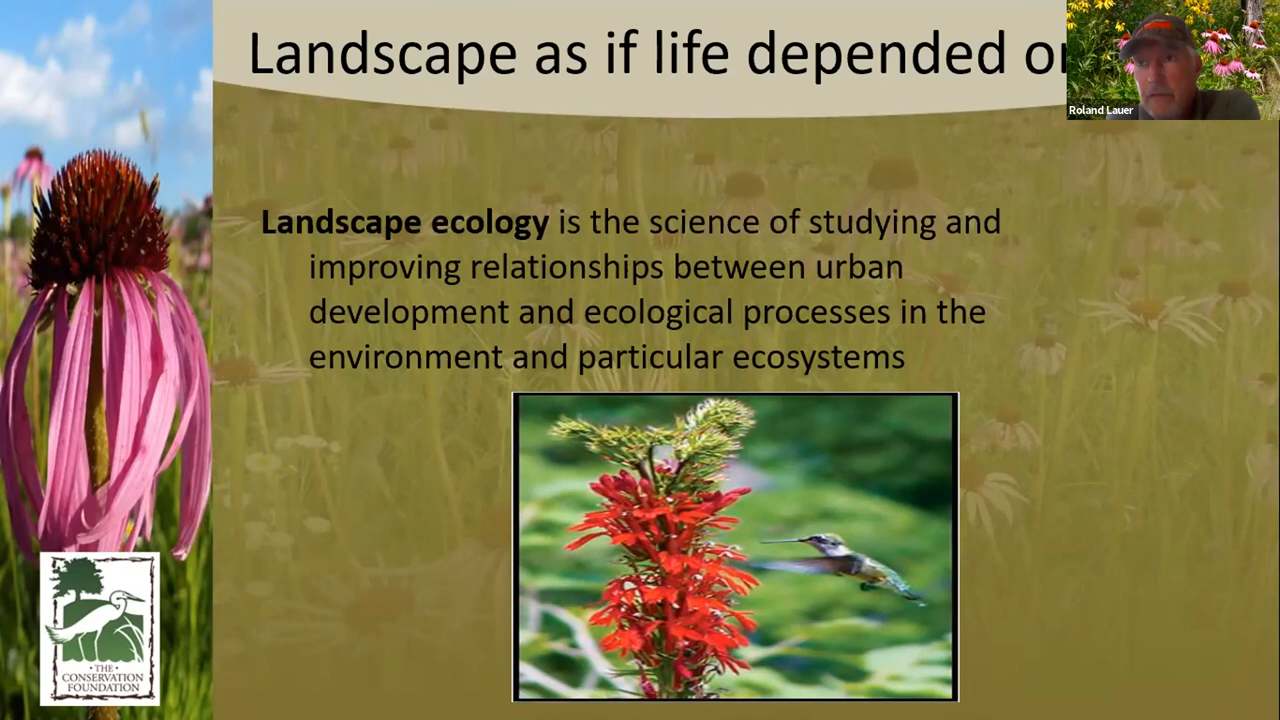 Landscape as if life depended o
Roland Lauer
Landscape ecology is the science of studying and
improving relationships between urban
development and ecological processes in the
environment and particular ecosystems
• THE •
CONSERVATION
FOUNDATION